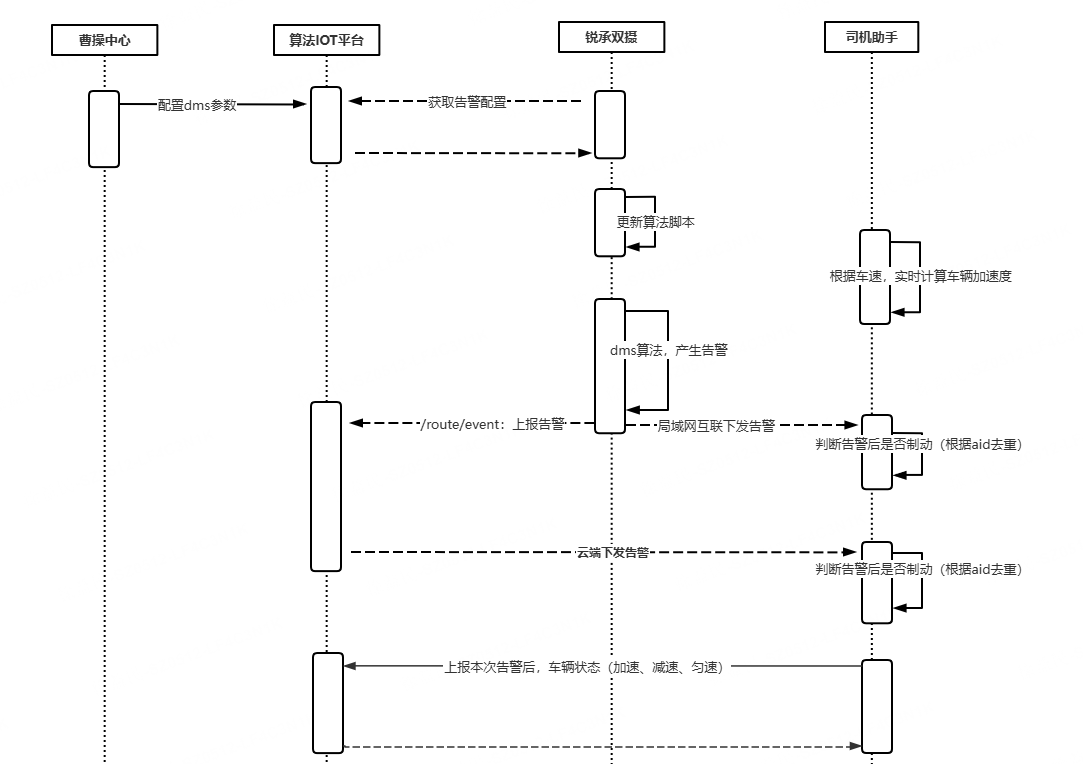 曹操中心
算法IOT平台
锐承双摄
司机助手
配置dms参数
获取告警配置
更新算法脚本
根据车速，实时计算车辆加速度
dms算法，产生告警
/route/event：上报告警
局域网互联下发告警
判断告警后是否制动（根据aid去重）
云端下发告警
判断告警后是否制动（根据aid去重）
上报本次告警后，车辆状态（加速、减速、匀速）